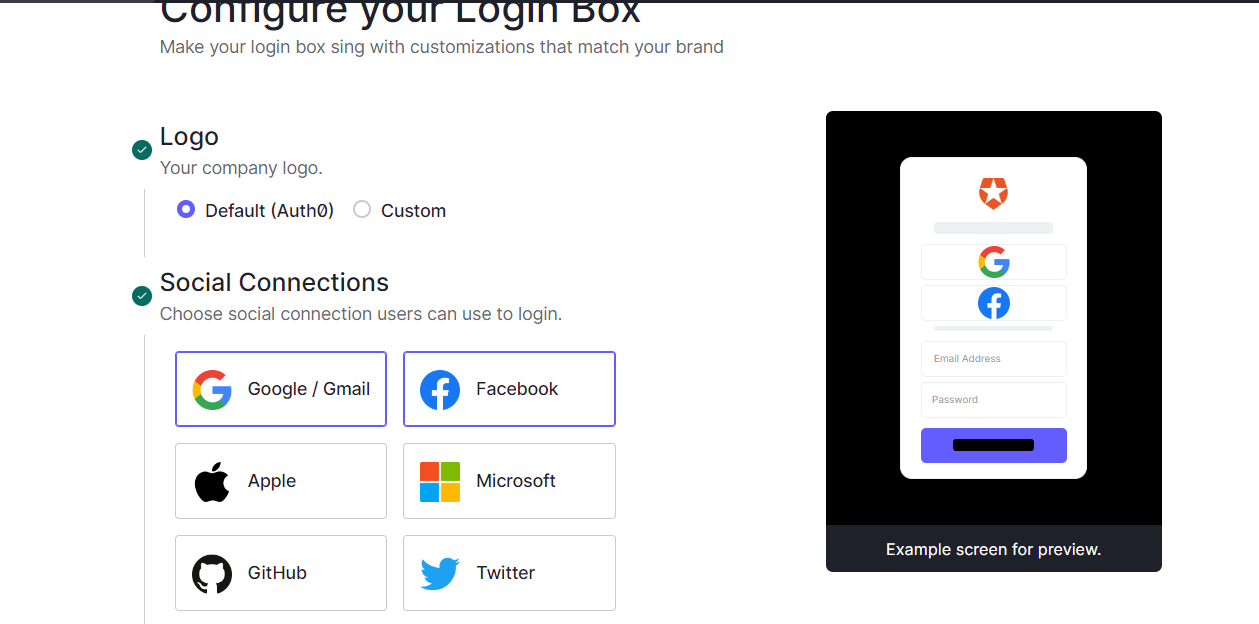 Configure your Login Box
Make your login box sing with customizations that match your brand
Logo
Your company logo.
Default (Auth0) Custom
Social Connections
Choose social connection users can use to login.
Google / Gmail Facebook
Apple Microsoft
GitHub Twitter
Email Address
Password
Example screen for preview.